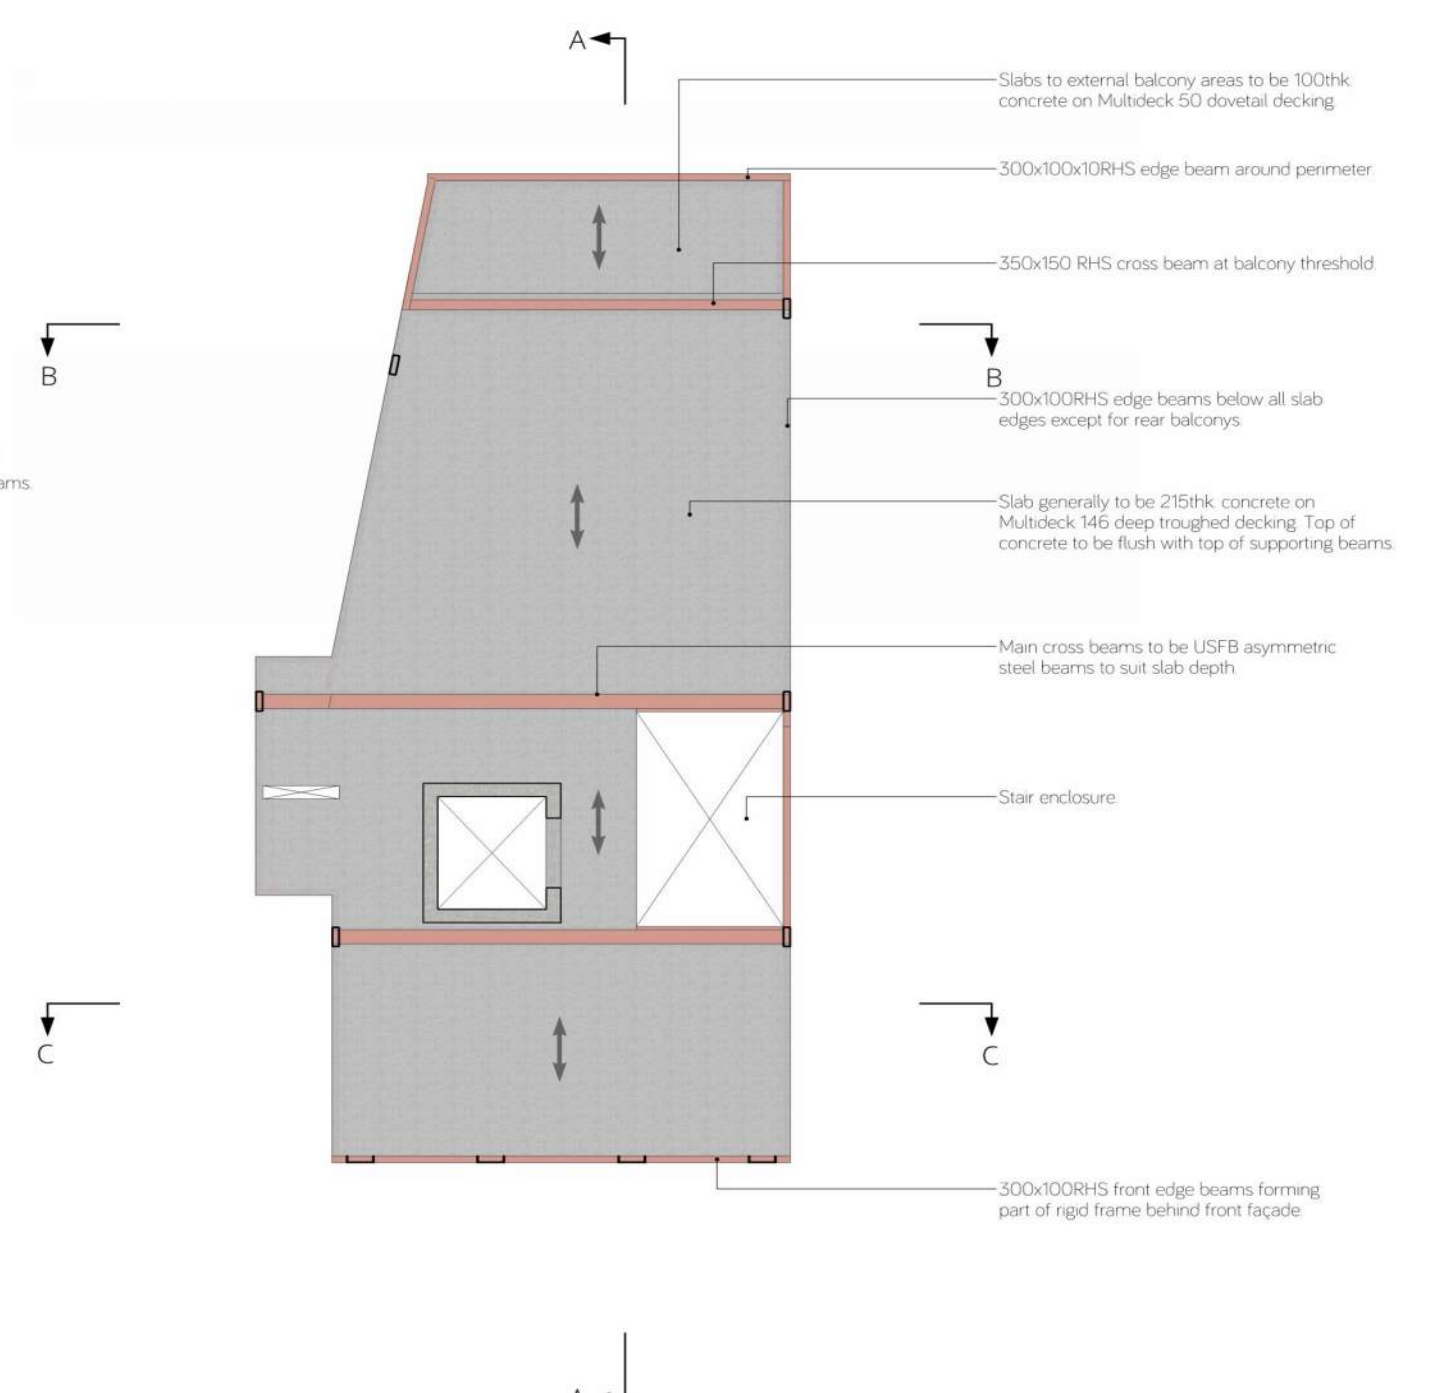 A
Slabs to external balcony areas to be 100thk.
concrete on Multideck 50 dovetail decking.
300x100x10RHS edge beam around perimeter.
350x150 RHS cross beam at balcony threshold.
B
B
300x100RHS edge beams below all slab
edges except for rear balconys.
ams.
Slab generally to be 215thk. concrete on
Multideck 146 deep troughed decking. Top of
concrete to be flush with top of supporting beams.
Main cross beams to be USFB asymmetric
steel beams to suit slab depth.
Stair enclosure.
C
C
300x100RHS front edge beams forming
part of rigid frame behind front façade